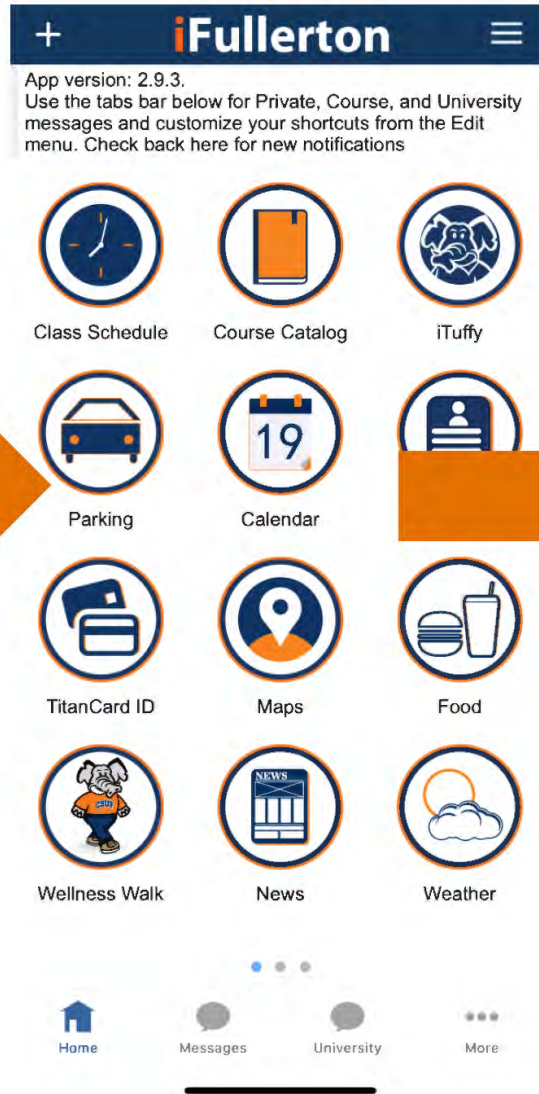 iFullerton
App version: 2.9.3.
Use the tabs bar below for Private, Course, and University
messages and customize your shortcuts from the Edit
menu. Check back here for new notifications
Class Schedule Course Catalog iTuffy
Parking Calendar
19
TitanCard ID Maps Food
CSUF
NEWS
Wellness Walk News Weather
Home Messages University More